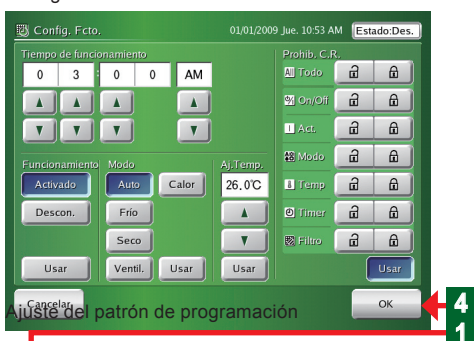 Config. Fcto. 01/01/2009 Jue. 10:53 AM Estado:Des.
Tiempo de funcionamiento
0 3 : 0 0 AM
Funcionamiento
Activado
Descon.
Usar
Modo
Auto Calor
Frío
Seco
Ventil. Usar
Aj.Temp.
26.0°C
Usar
Prohib. C.R.
All Todo
On/Off
Act.
Modo
Temp
Timer
Filtro
Usar
Cancelar OK 4
Ajuste del patrón de programación
1